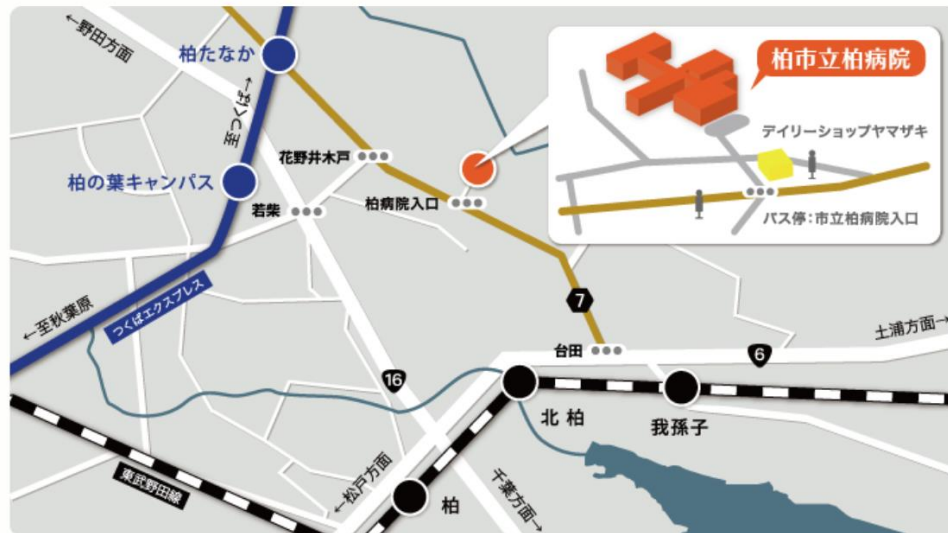 ←野田方面
柏たなか
至つくば→
柏の葉キャンパス
花野井木戸
若柴
柏病院入口
柏市立柏病院
デイリーショップヤマザキ
バス停：市立柏病院入口
←至秋葉原
つくばエクスプレス
7
台田
6
土浦方面→
16
北柏
我孫子
東武野田線
←松戸方面
柏
千葉方面→